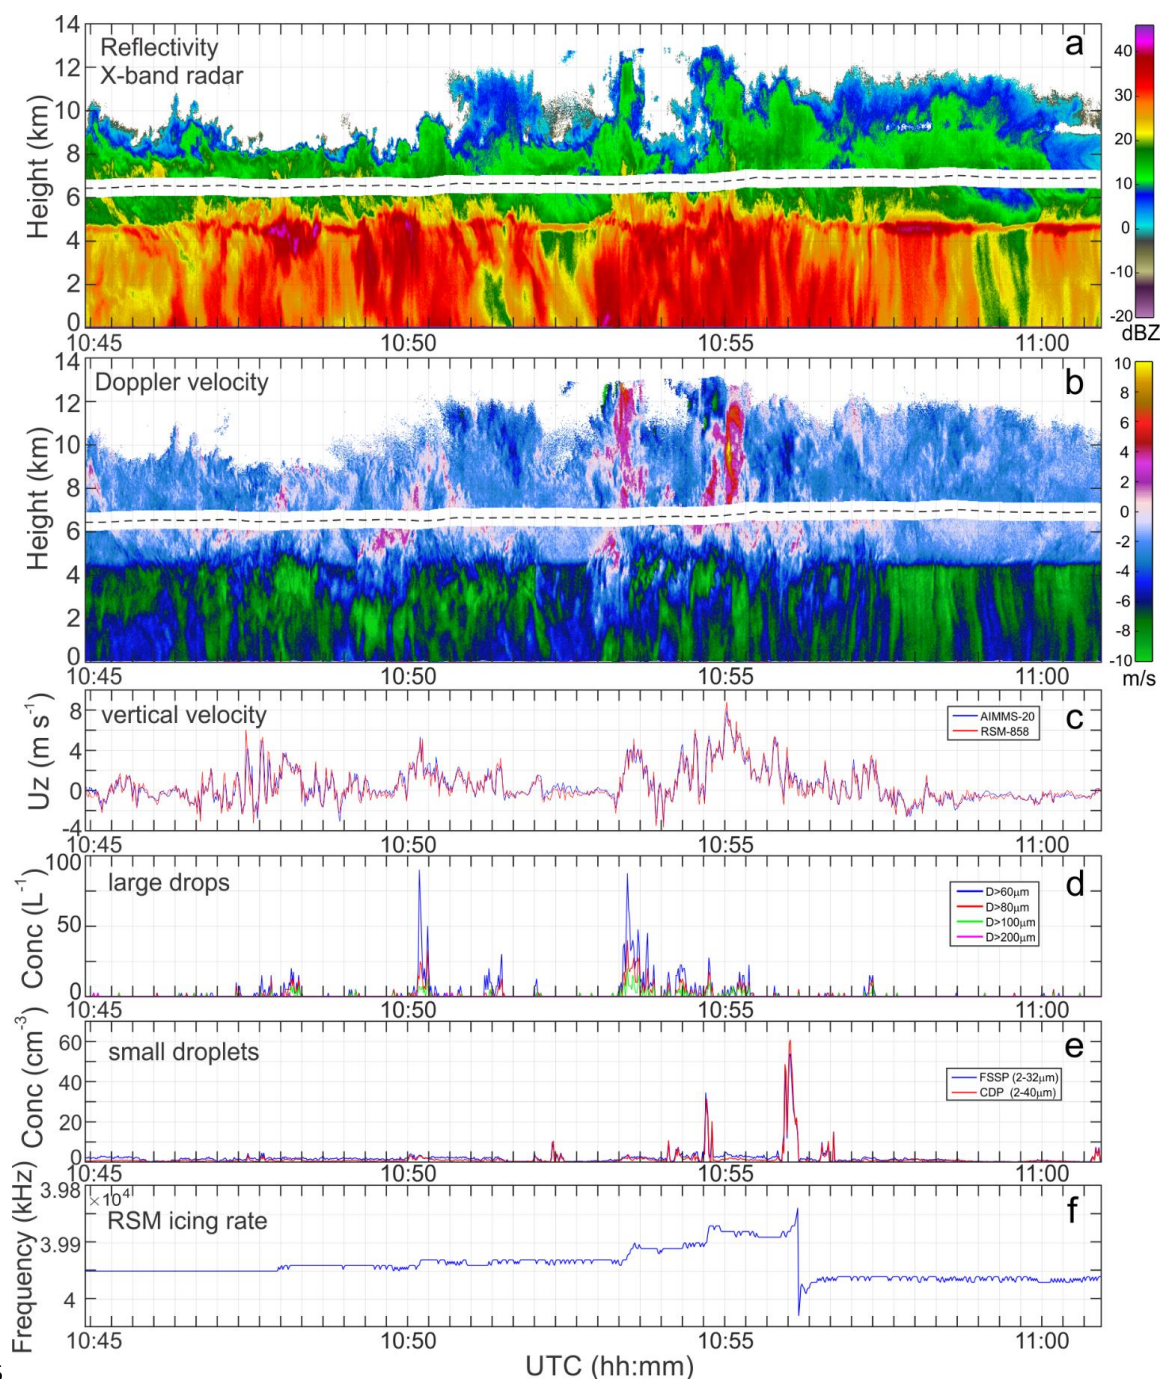 14
12
10
8
6
4
2
0
Height (km)
Reflectivity
X-band radar
a
40
30
20
10
0
-10
-20
dBZ
10:45
10:50
10:55
11:00
14
12
10
8
6
4
2
0
Height (km)
Doppler velocity
b
10
8
6
4
2
0
-2
-4
-6
-8
-10
m/s
10:45
10:50
10:55
11:00
8
4
0
-4
Uz (m s-1)
vertical velocity
AIMMS-20
RSM-858
c
10:45
10:50
10:55
11:00
100
50
0
Conc (L-1)
large drops
D>60μm
D>80μm
D>100μm
D>200μm
d
10:45
10:50
10:55
11:00
60
40
20
0
Conc (cm-3)
small droplets
FSSP (2-32μm)
CDP (2-40μm)
e
10:45
10:50
10:55
11:00
3.98
×10⁴
3.99
4
Frequency (kHz)
RSM icing rate
f
10:45
10:50
10:55
11:00
UTC (hh:mm)